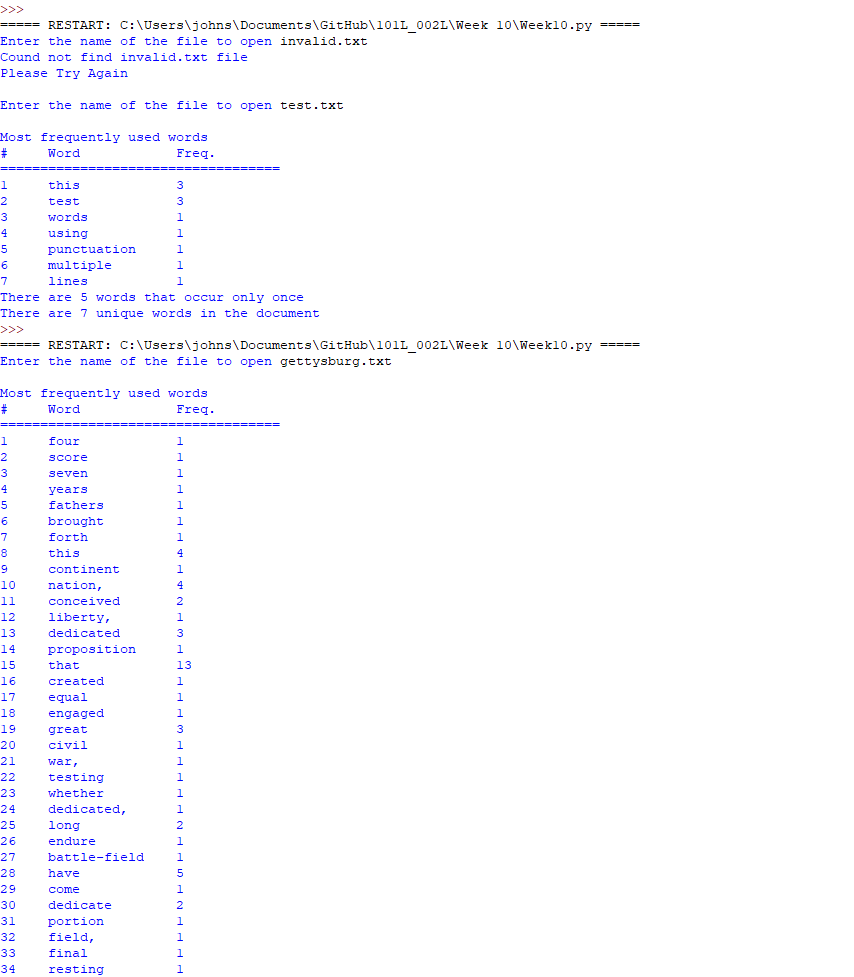 >>>
===== RESTART: C:\Users\johns\Documents\GitHub\101L_002L\Week 10\Week10.py =====
Enter the name of the file to open invalid.txt
Cound not find invalid.txt file
Please Try Again
Enter the name of the file to open test.txt
Most frequently used words
# Word Freq.
===================================
1 this 3
2 test 3
3 words 1
4 using 1
5 punctuation 1
6 multiple 1
7 lines 1
There are 5 words that occur only once
There are 7 unique words in the document
>>>
===== RESTART: C:\Users\johns\Documents\GitHub\101L_002L\Week 10\Week10.py =====
Enter the name of the file to open gettysburg.txt
Most frequently used words
# Word Freq.
===================================
1 four 1
2 score 1
3 seven 1
4 years 1
5 fathers 1
6 brought 1
7 forth 1
8 this 4
9 continent 1
10 nation, 4
11 conceived 2
12 liberty, 1
13 dedicated 3
14 proposition 1
15 that 13
16 created 1
17 equal 1
18 engaged 1
19 great 3
20 civil 1
21 war, 1
22 testing 1
23 whether 1
24 dedicated, 1
25 long 2
26 endure 1
27 battle-field 1
28 have 5
29 come 1
30 dedicate 2
31 portion 1
32 field, 1
33 final 1
34 resting 1